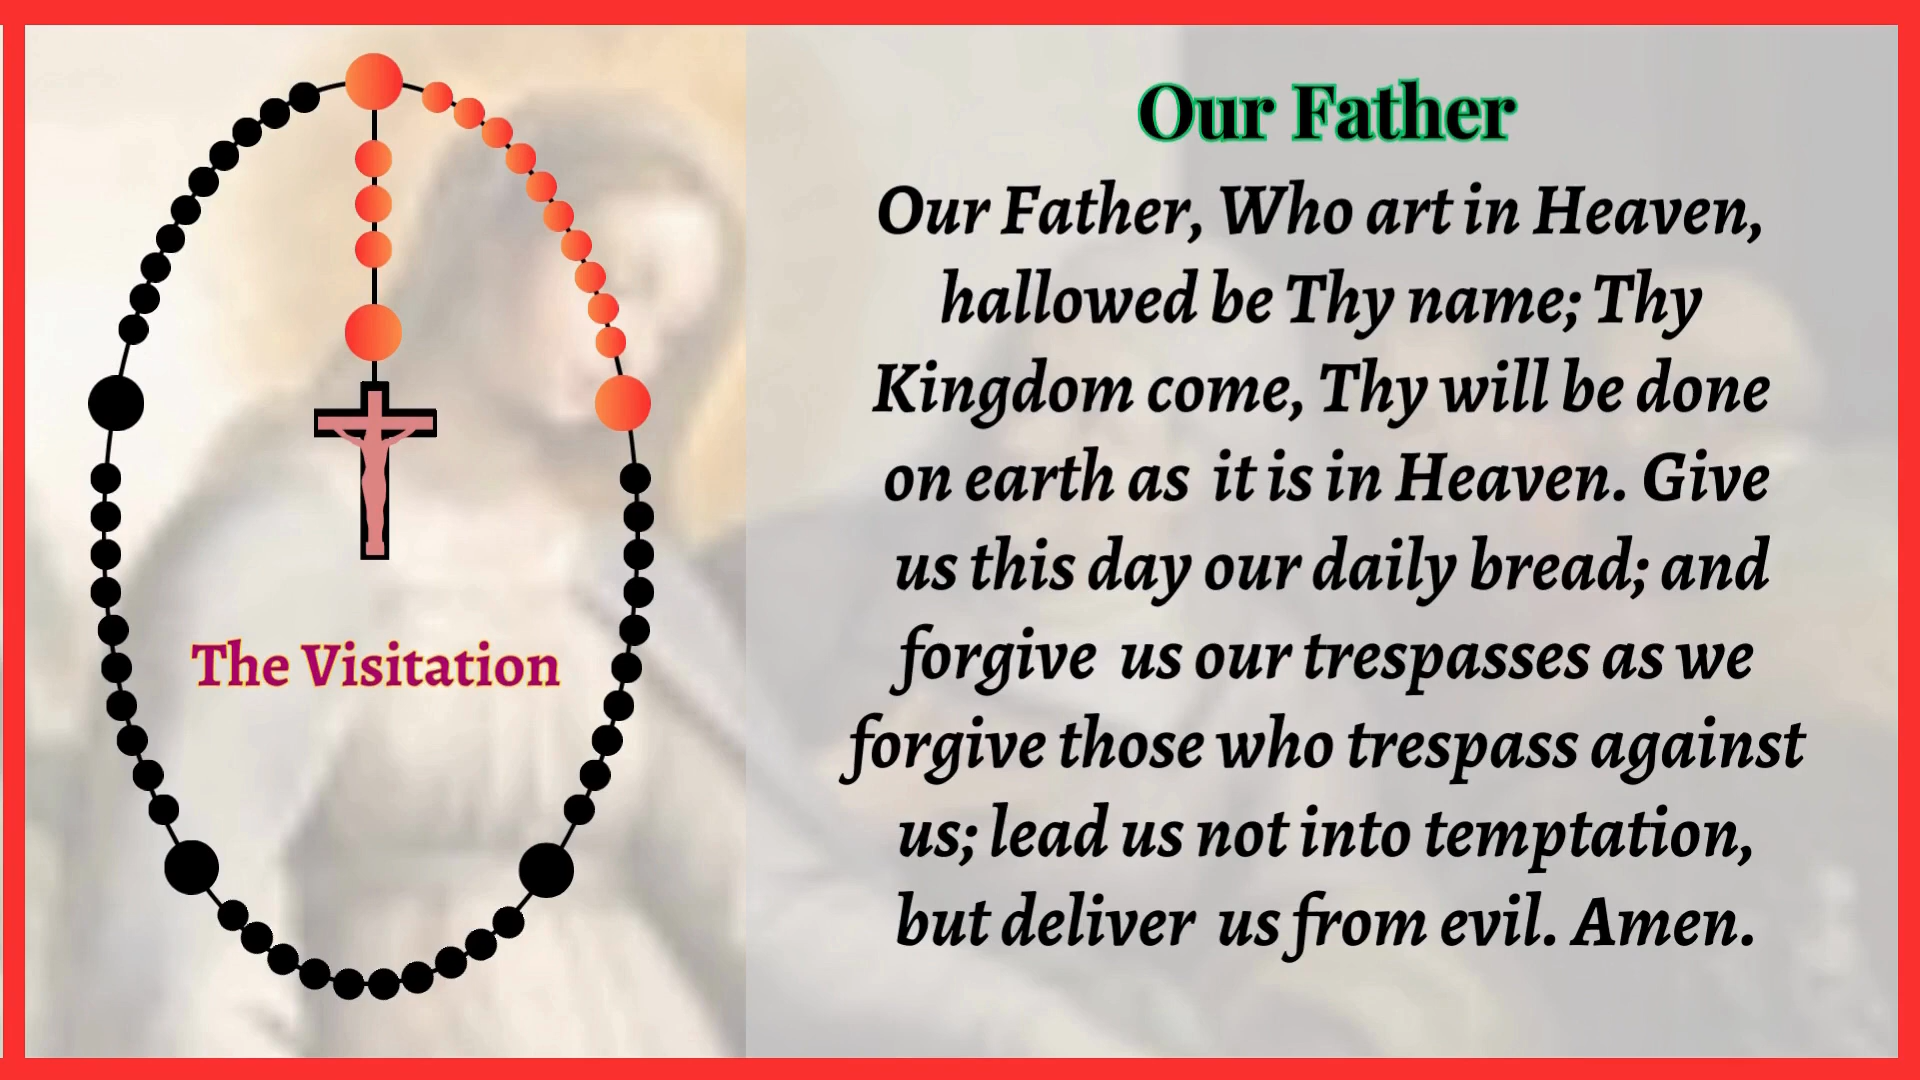 The Visitation
Our Father
Our Father, Who art in Heaven,
hallowed be Thy name; Thy
Kingdom come, Thy will be done
on earth as it is in Heaven. Give
us this day our daily bread; and
forgive us our trespasses as we
forgive those who trespass against
us; lead us not into temptation,
but deliver us from evil. Amen.